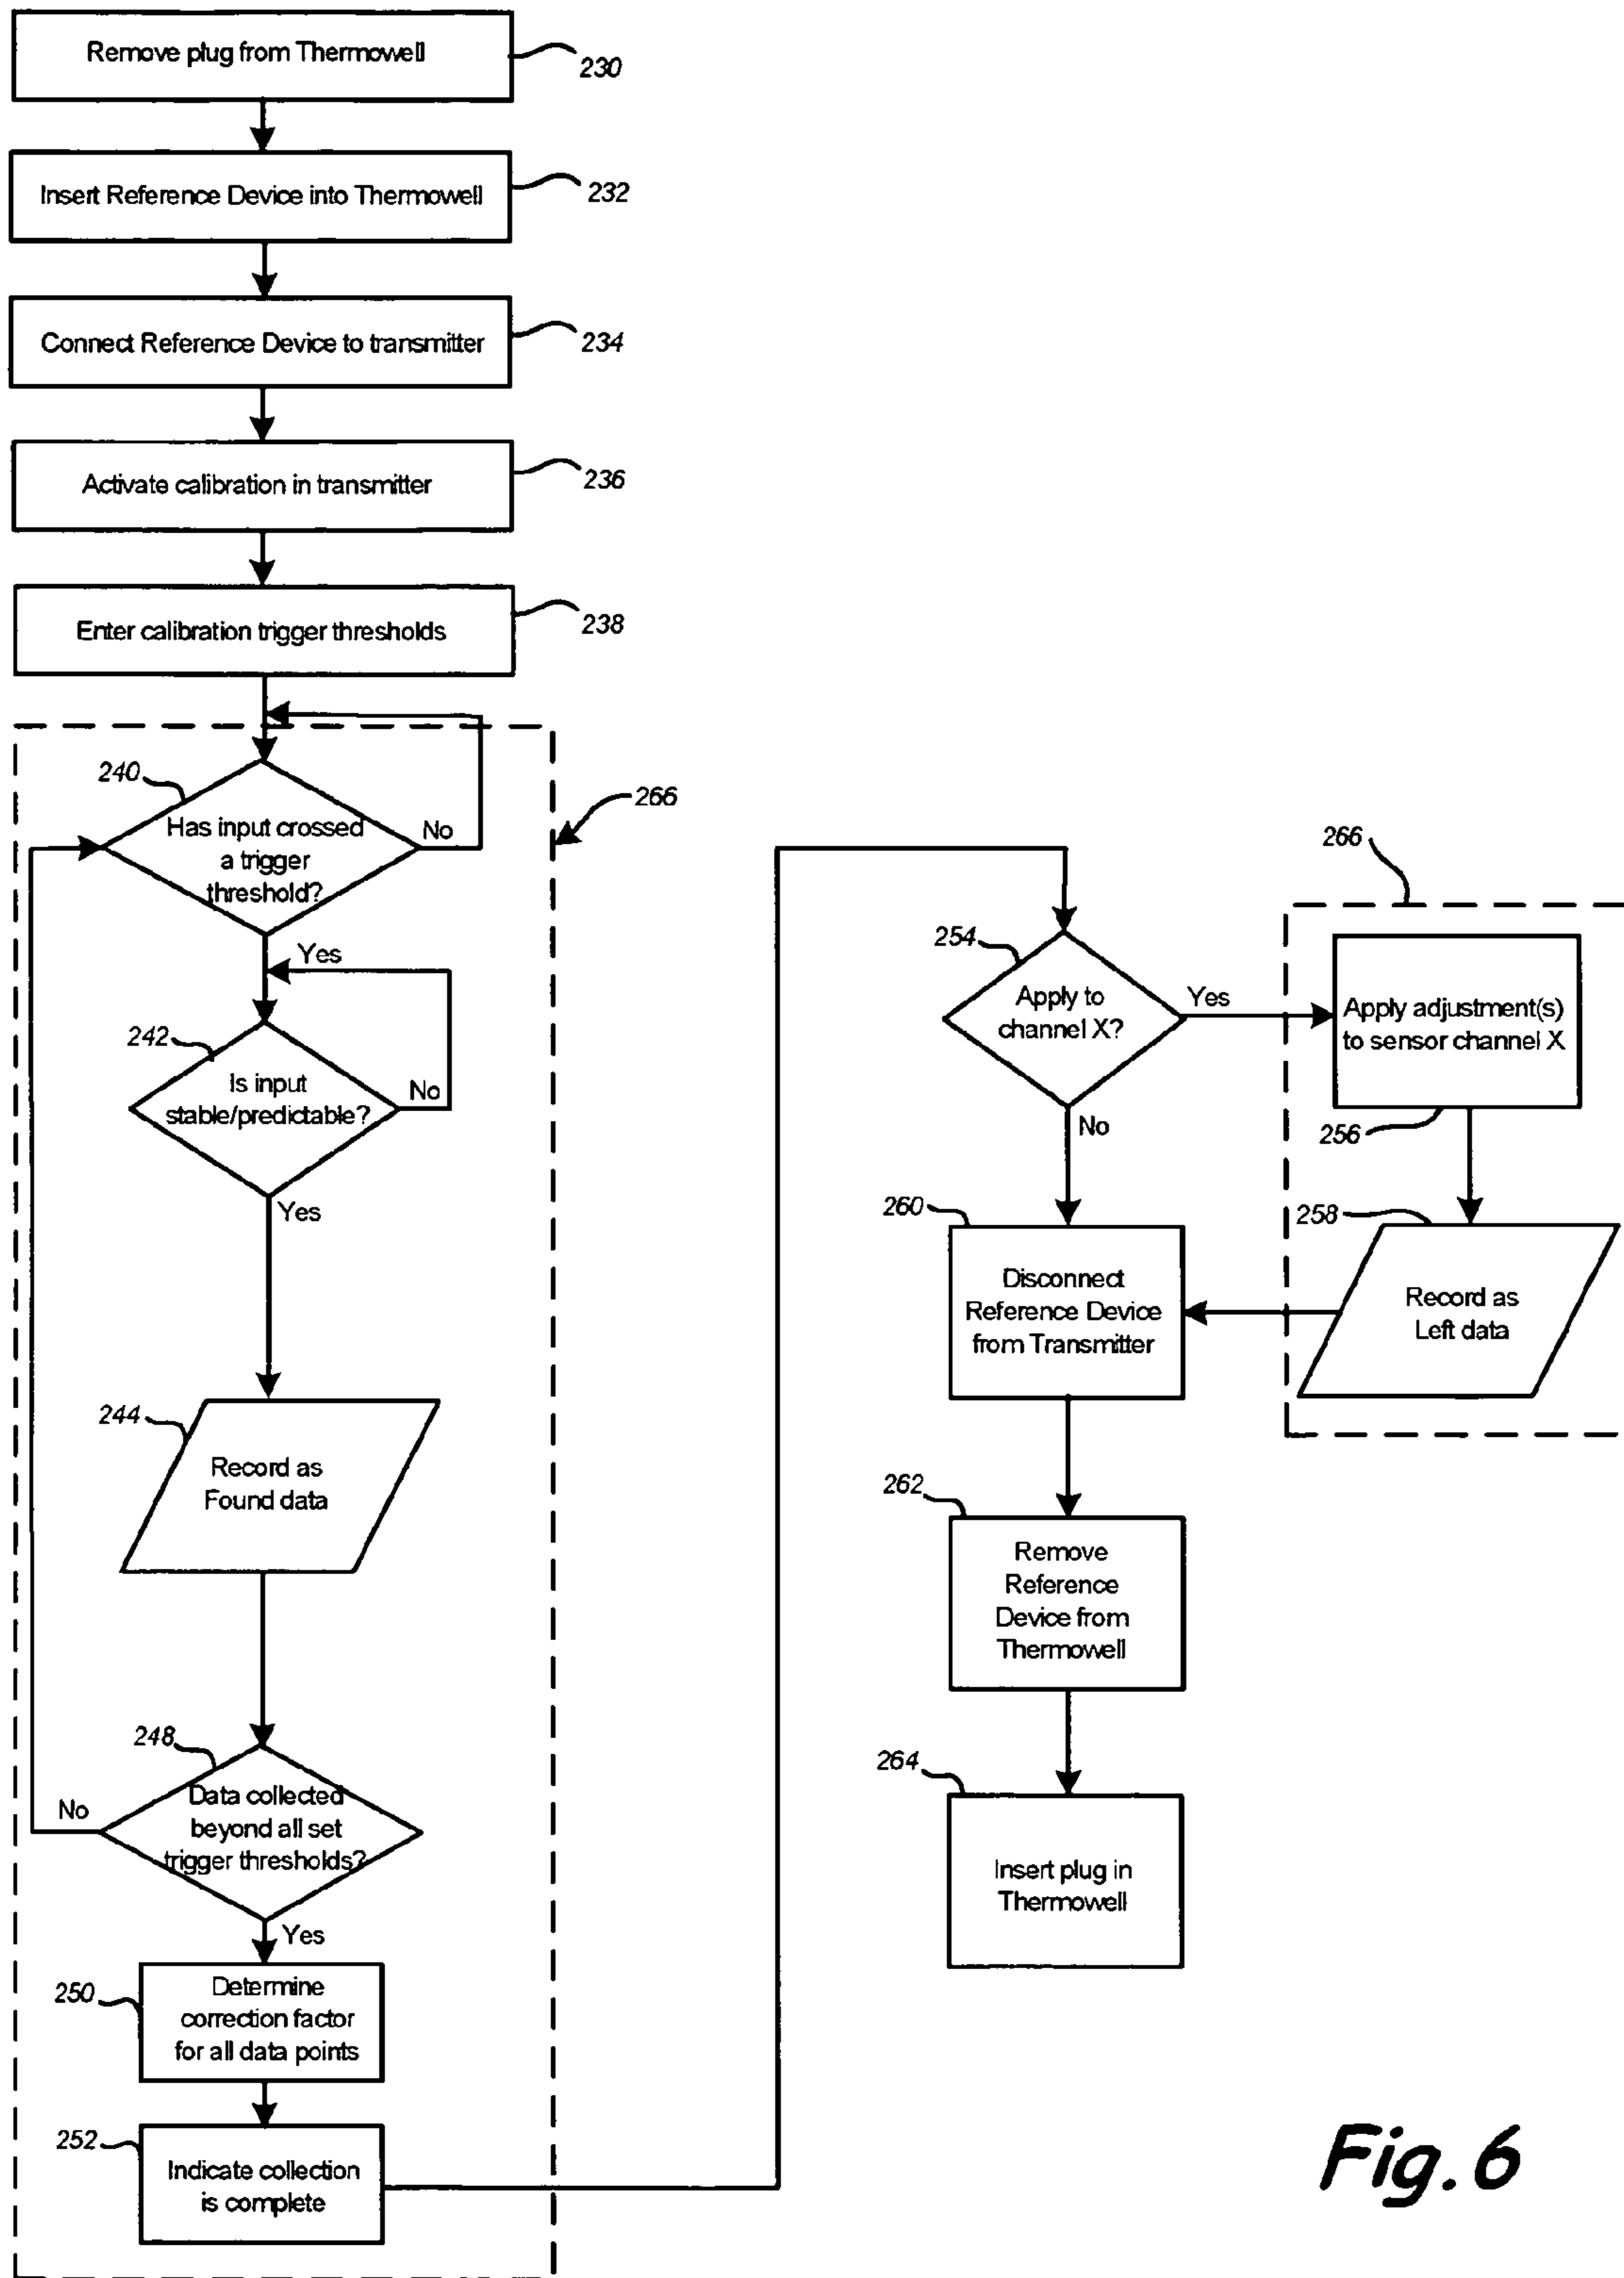 Remove plug from Thermowell
230
Insert Reference Device into Thermowell
232
Connect Reference Device to transmitter
234
Activate calibration in transmitter
236
Enter calibration trigger thresholds
238
240
Has input crossed
a trigger
threshold?
No
266
Yes
242
Is input
stable/predictable?
No
Yes
244
Record as
Found data
248
Data collected
beyond all set
trigger thresholds?
No
Yes
250
Determine
correction factor
for all data points
252
Indicate collection
is complete
254
Apply to
channel X?
Yes
No
266
Apply adjustment(s)
to sensor channel X
256
258
Record as
Left data
260
Disconnect
Reference Device
from Transmitter
262
Remove
Reference
Device from
Thermowell
264
Insert plug in
Thermowell
Fig. 6